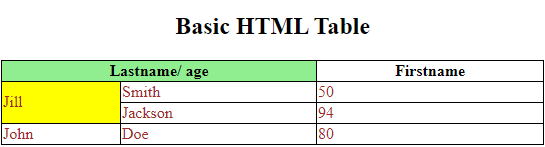 Basic HTML Table
Lastname/ age Firstname
Jill Smith 50
Jackson 94
John Doe 80